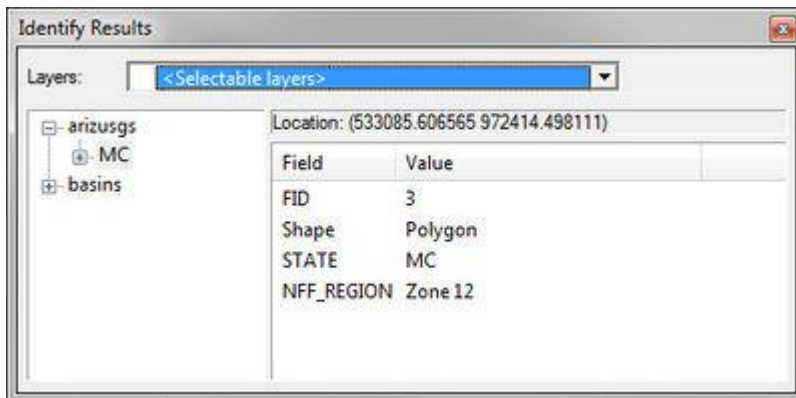 Identify Results
Layers: <Selectable layers>
arizusgs
MC
basins
Location: (533085.606565 972414.498111)
Field Value
FID 3
Shape Polygon
STATE MC
NFF_REGION Zone 12